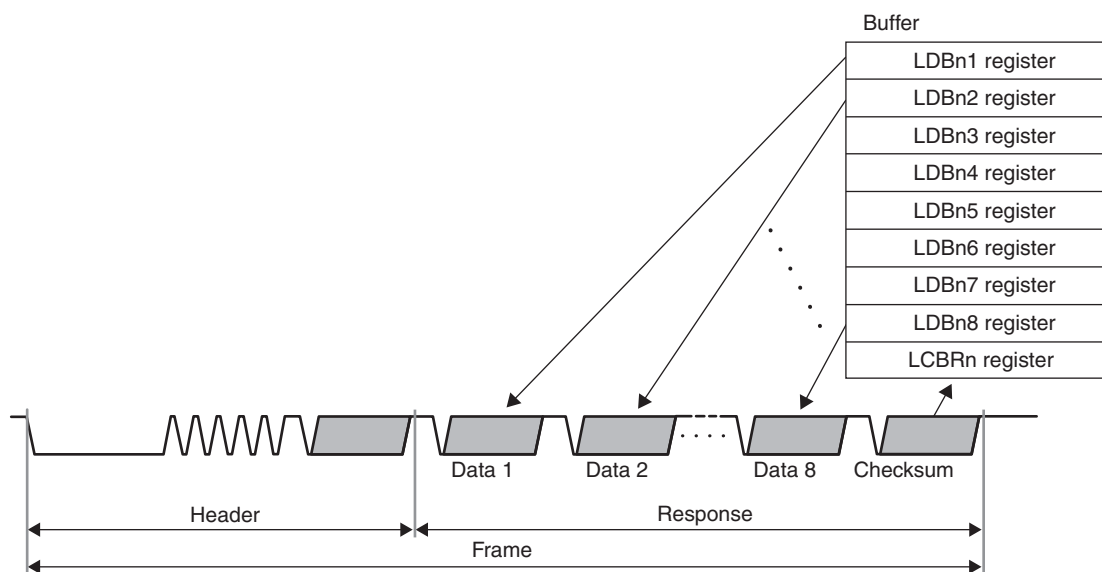 Buffer
LDBn1 register
LDBn2 register
LDBn3 register
LDBn4 register
LDBn5 register
LDBn6 register
LDBn7 register
LDBn8 register
LCBRn register
Data 1
Data 2
Data 8
Checksum
Header
Response
Frame